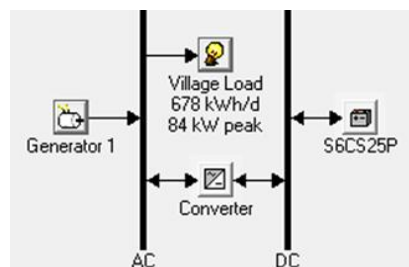 Village Load
678 kWh/d
84 kW peak
Generator 1
S6CS25P
Converter
AC
DC